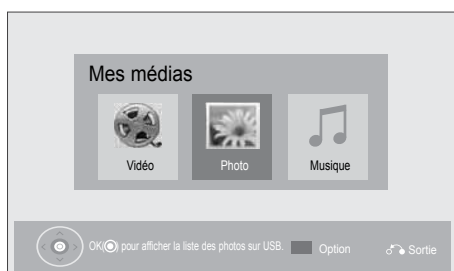 Mes médias
Vidéo
Photo
Musique
OK(◉) pour afficher la liste des photos sur USB.
Option
Sortie